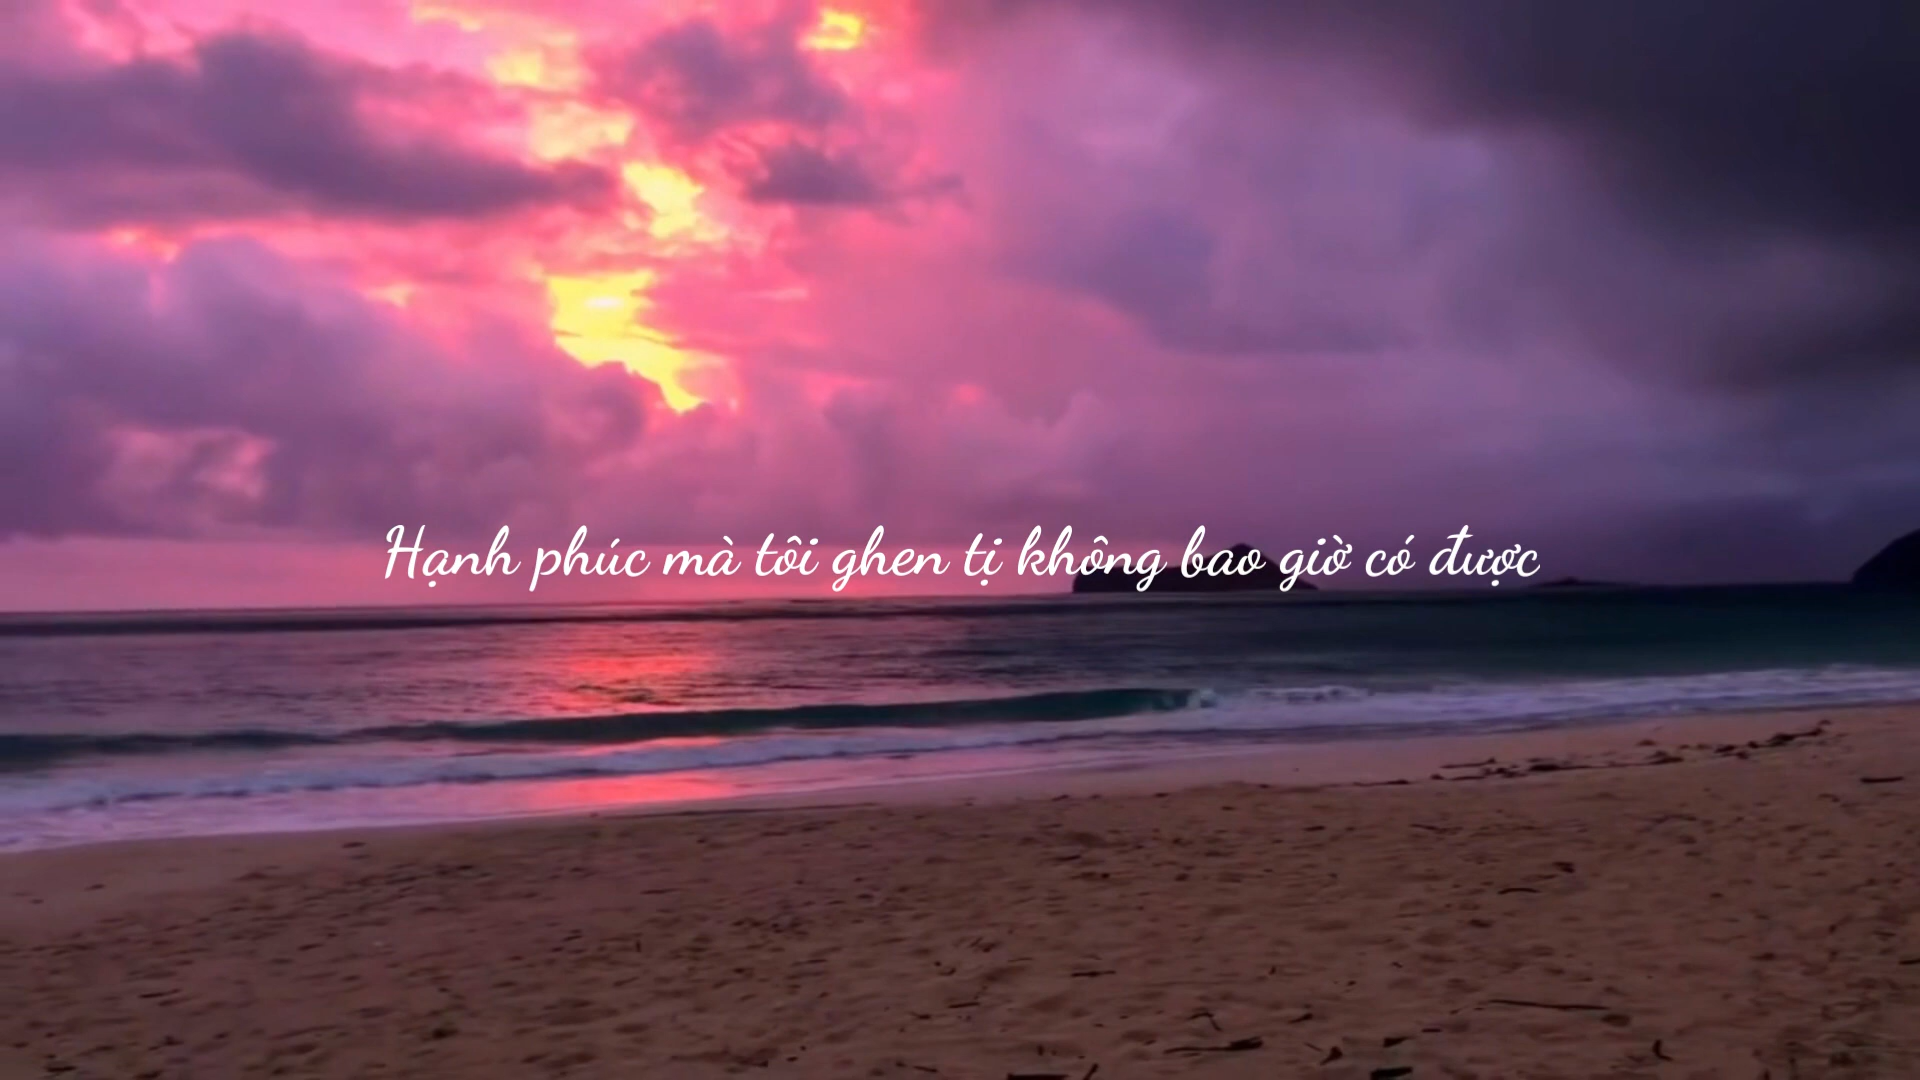 Hạnh phúc mà tôi ghen tị không bao giờ có được